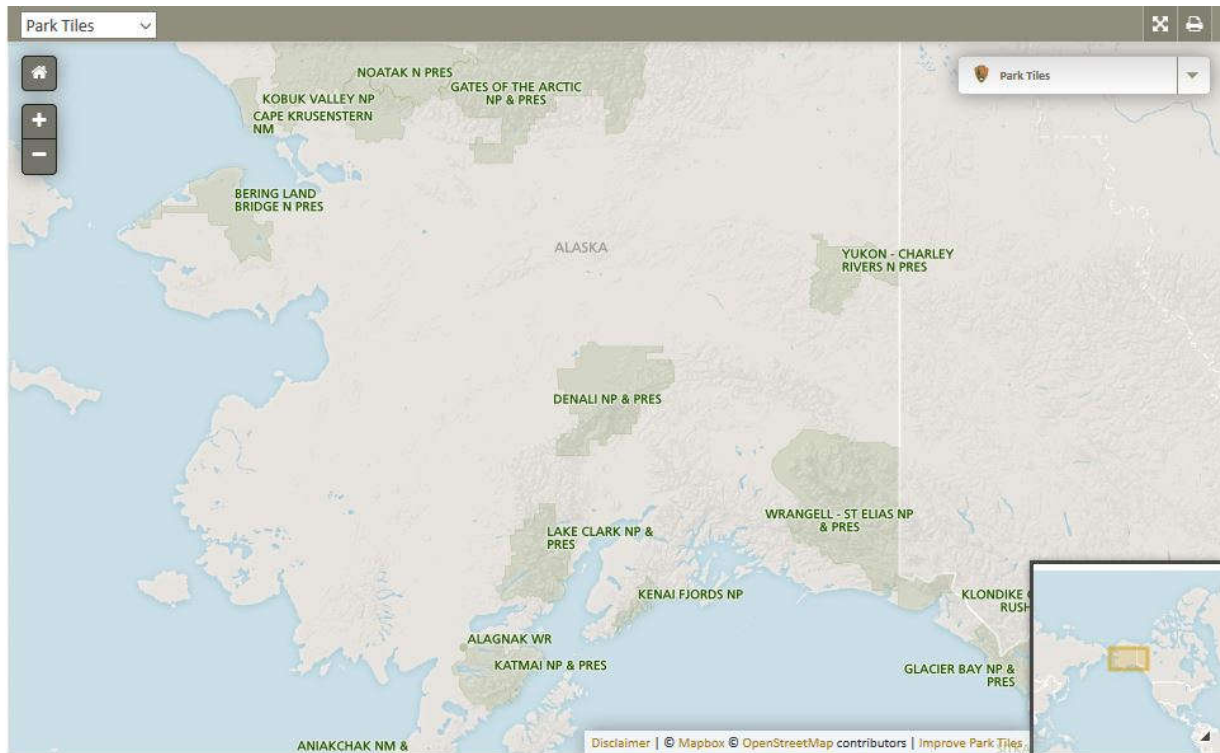 Park Tiles
Park Tiles
NOATAK N PRES
GATES OF THE ARCTIC
NP & PRES
KOBUK VALLEY NP
CAPE KRUSENSTERN
NM
BERING LAND
BRIDGE N PRES
ALASKA
YUKON - CHARLEY
RIVERS N PRES
DENALI NP & PRES
WRANGELL - ST ELIAS NP
& PRES
LAKE CLARK NP &
PRES
KENAI FJORDS NP
KLONDIKE
RUSH
ALAGNAK WR
KATMAI NP & PRES
GLACIER BAY NP &
PRES
ANIAKCHAK NM &
Disclaimer | © Mapbox © OpenStreetMap contributors | Improve Park Tiles